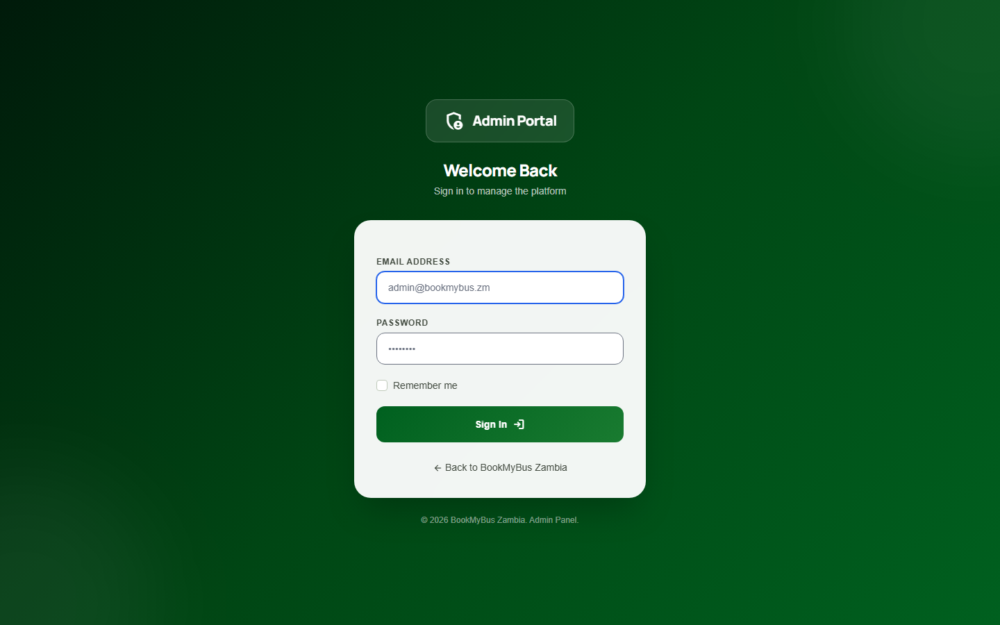 Admin Portal
Welcome Back
Sign in to manage the platform
EMAIL ADDRESS
admin@bookmybus.zm
PASSWORD
••••••••
Remember me
Sign In
← Back to BookMyBus Zambia
© 2026 BookMyBus Zambia. Admin Panel.